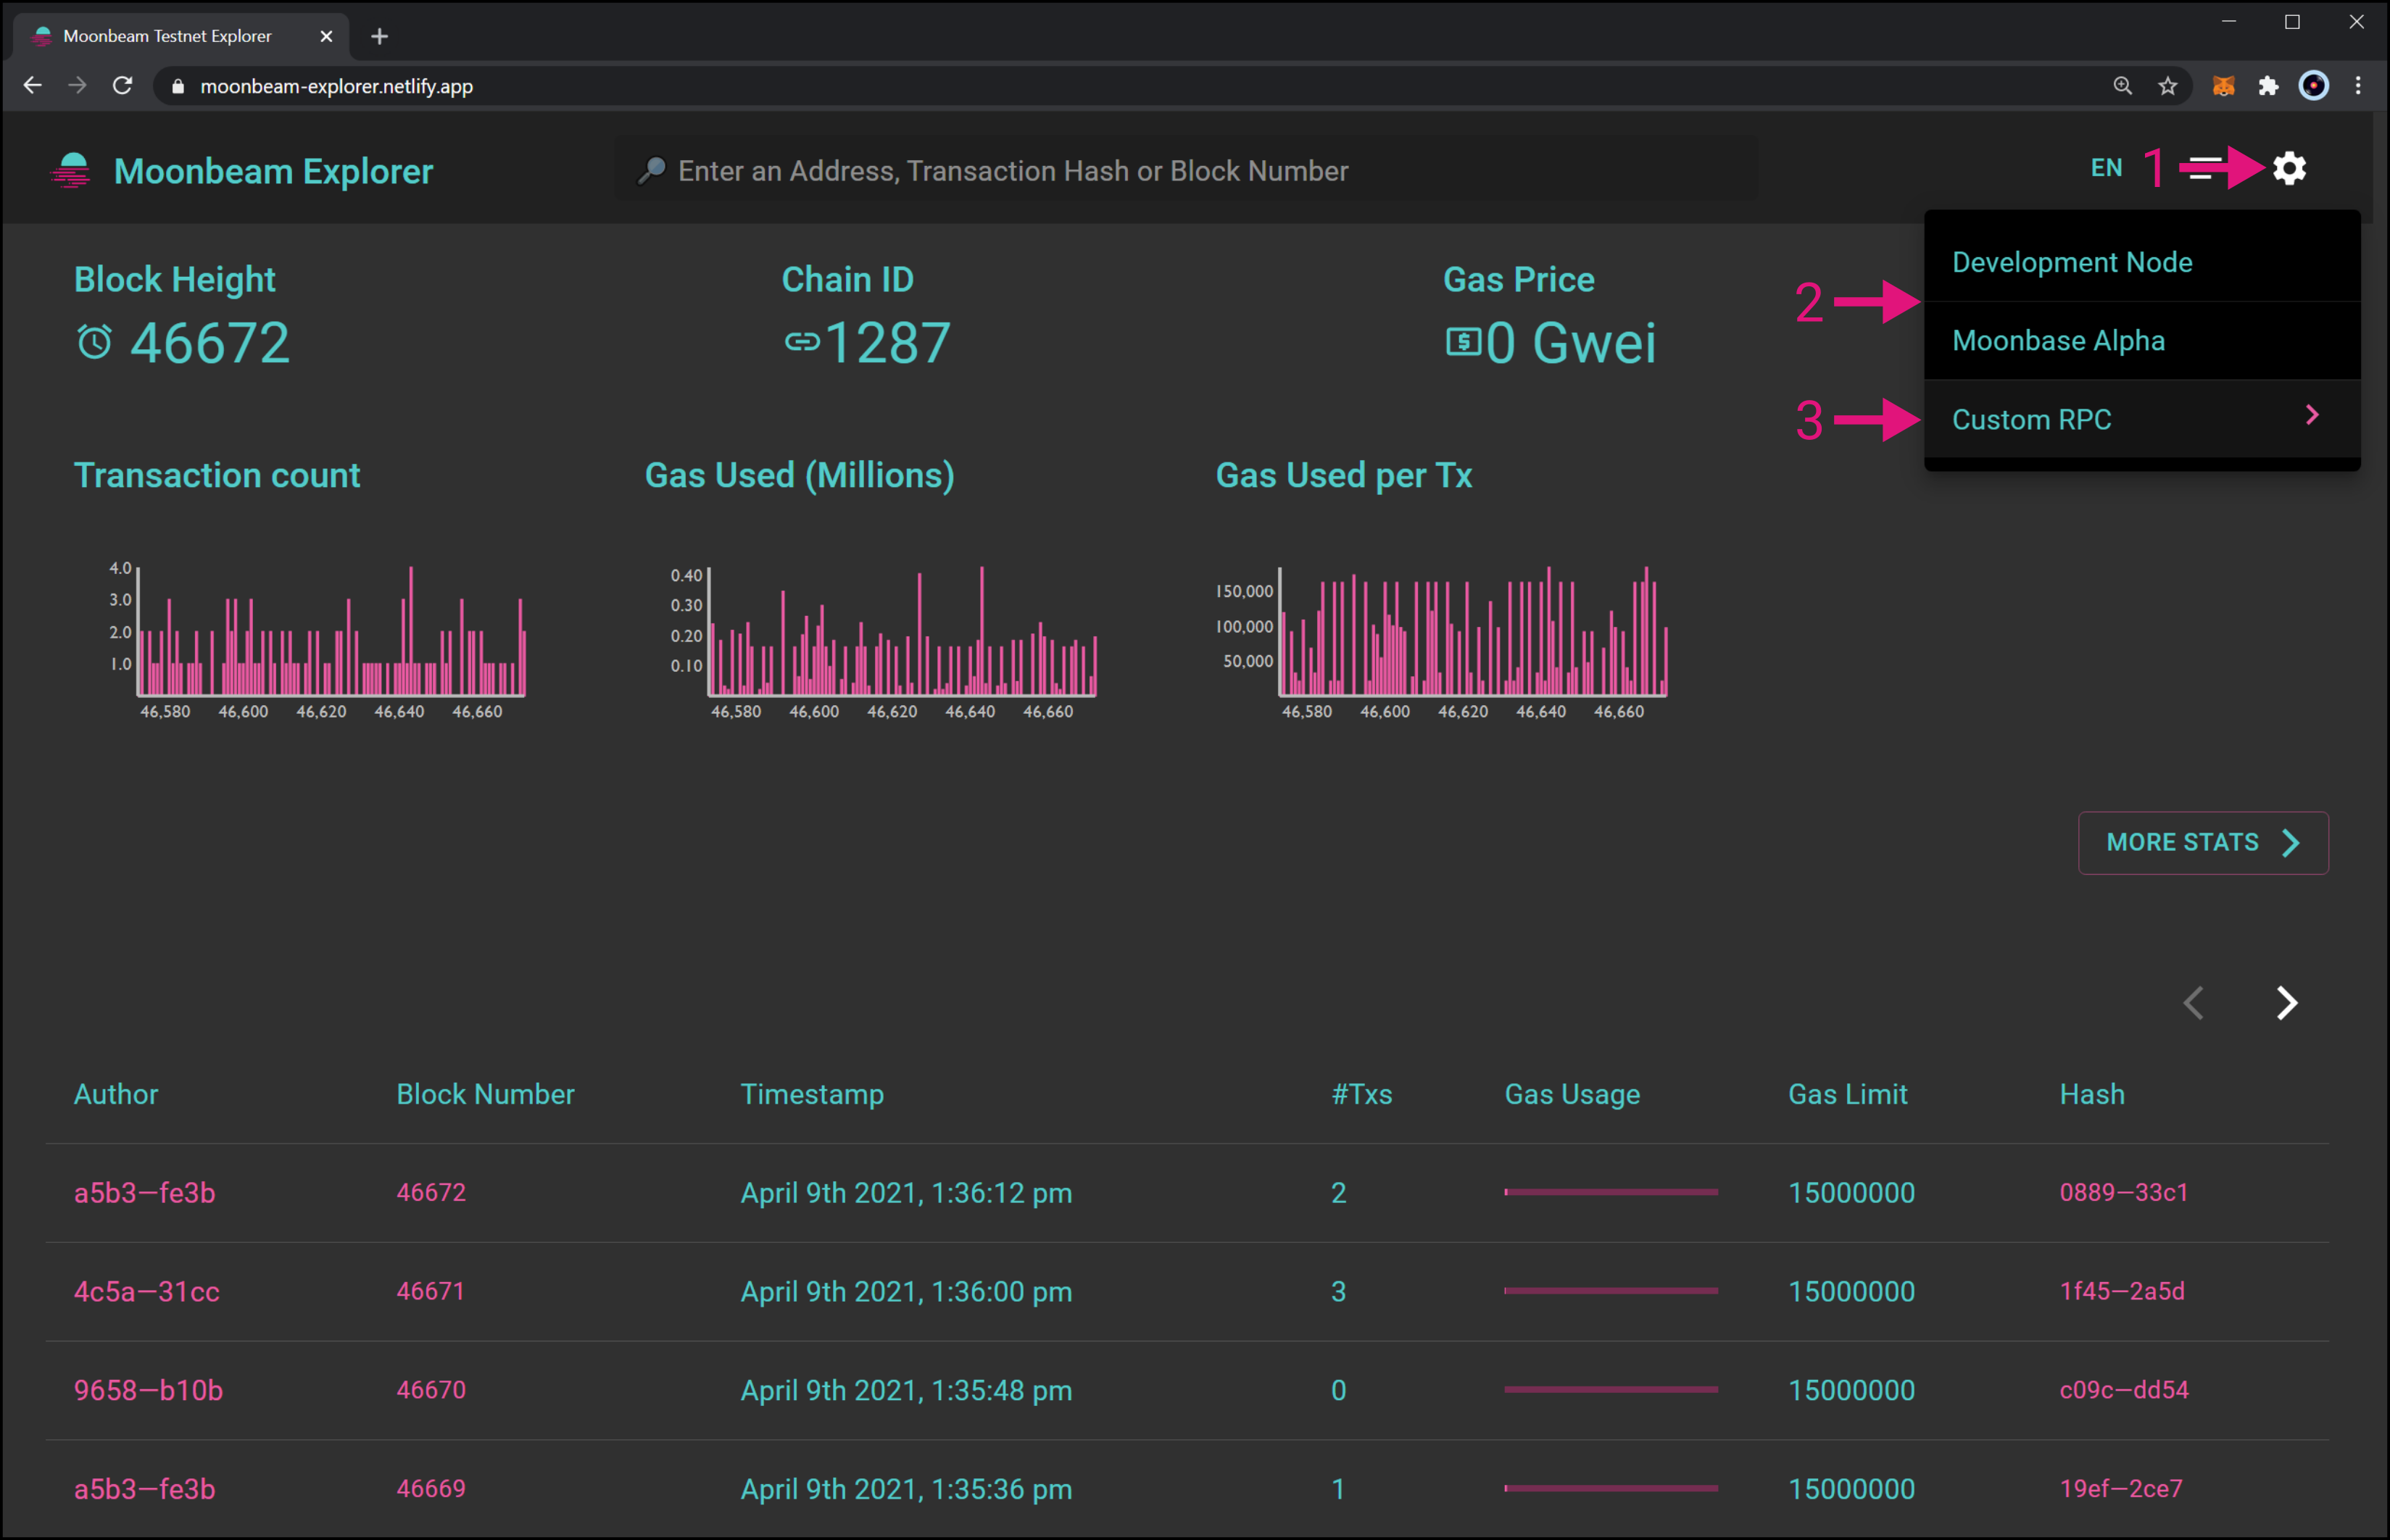 Moonbeam Testnet Explorer
moonbeam-explorer.netlify.app
Moonbeam Explorer
Enter an Address, Transaction Hash or Block Number
EN 1
Block Height Chain ID Gas Price
46672 1287 0 Gwei
Development Node
2
Moonbase Alpha
3 Custom RPC
Transaction count Gas Used (Millions) Gas Used per Tx
4.0
3.0
2.0
1.0
46,580 46,600 46,620 46,640 46,660
0.40
0.30
0.20
0.10
46,580 46,600 46,620 46,640 46,660
150,000
100,000
50,000
46,580 46,600 46,620 46,640 46,660
MORE STATS
Author Block Number Timestamp #Txs Gas Usage Gas Limit Hash
a5b3—fe3b 46672 April 9th 2021, 1:36:12 pm 2 15000000 0889—33c1
4c5a—31cc 46671 April 9th 2021, 1:36:00 pm 3 15000000 1f45—2a5d
9658—b10b 46670 April 9th 2021, 1:35:48 pm 0 15000000 c09c—dd54
a5b3—fe3b 46669 April 9th 2021, 1:35:36 pm 1 15000000 19ef—2ce7